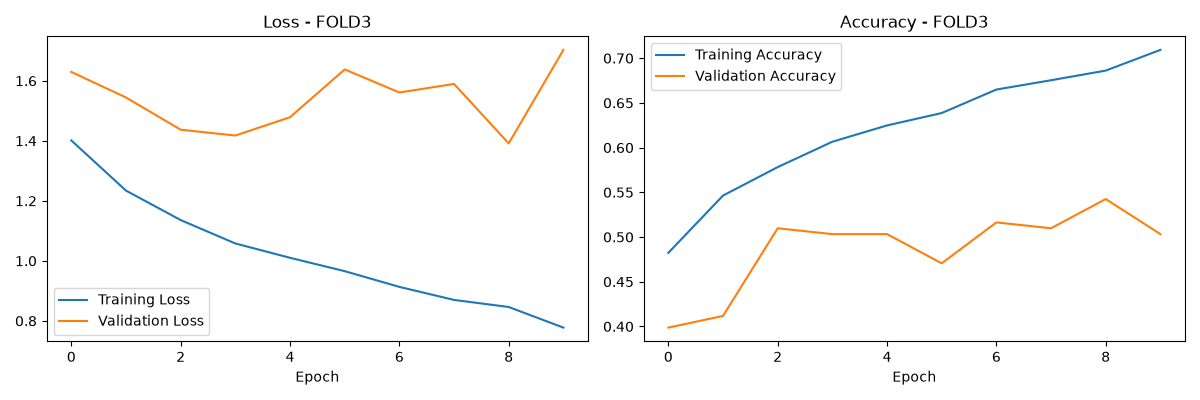 Loss - FOLD3
1.6
1.4
1.2
1.0
0.8
Training Loss
Validation Loss
0 2 4 6 8
Epoch
Accuracy - FOLD3
0.70
0.65
0.60
0.55
0.50
0.45
0.40
Training Accuracy
Validation Accuracy
0 2 4 6 8
Epoch